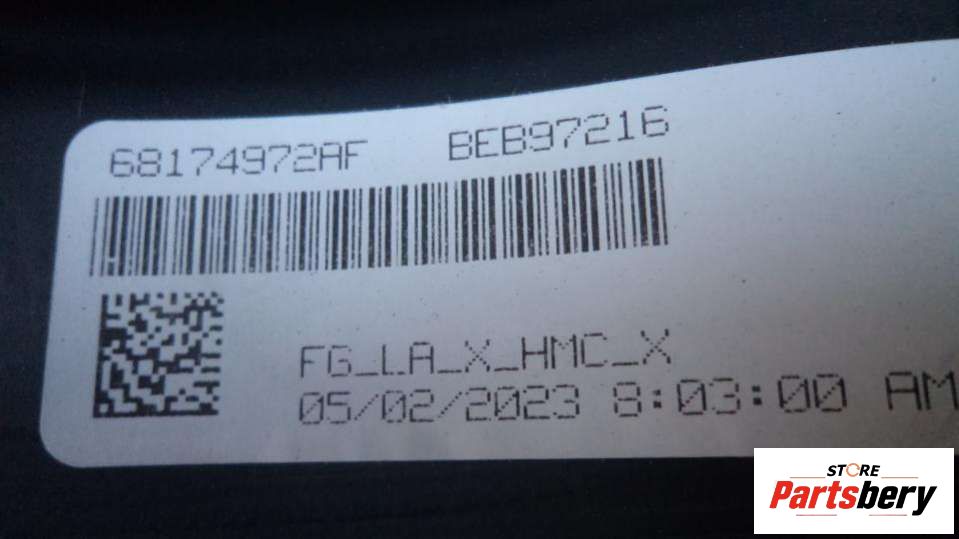 68174972AF BEB97216
FG_LA_X_HMC_X
05/02/2023 8:03:00 AM
STORE
Partsbery